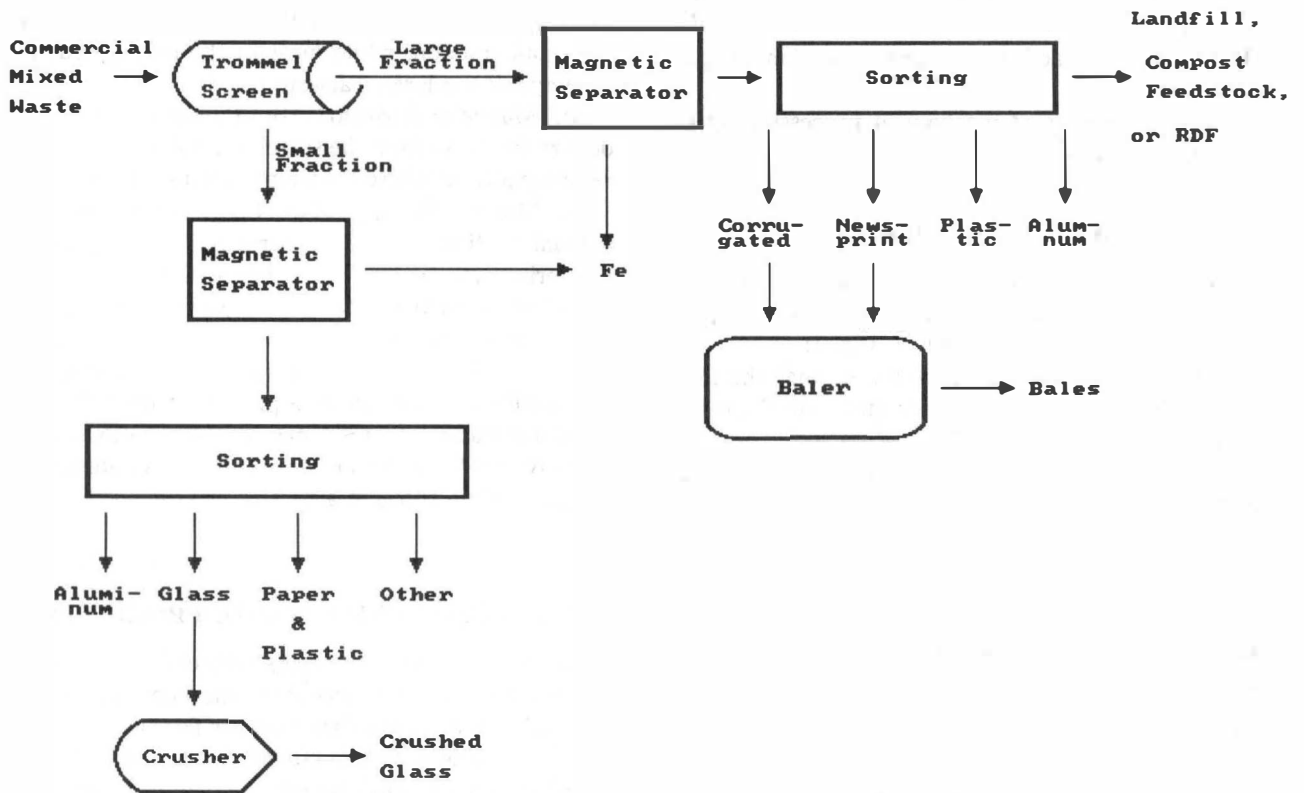 Commercial
Mixed
Waste
Trommel
Screen
Large
Fraction
Magnetic
Separator
Sorting
Landfill,
Compost
Feedstock,
or RDF
Small
Fraction
Magnetic
Separator
Fe
Corru-
gated
News-
print
Plas-
tic
Alum-
num
Baler
Bales
Sorting
Alumi-
num
Glass
Paper
&
Plastic
Other
Crusher
Crushed
Glass